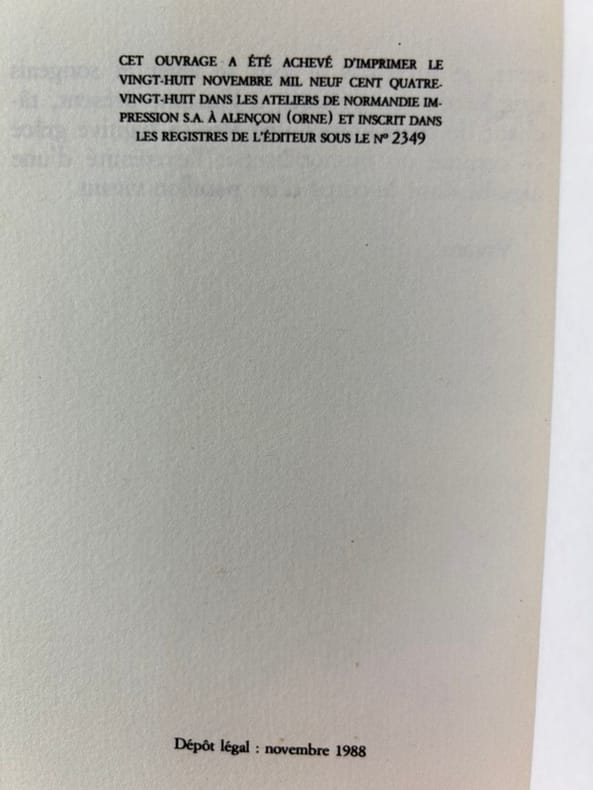 CET OUVRAGE A ÉTÉ ACHEVÉ D'IMPRIMER LE
VINGT-HUIT NOVEMBRE MIL NEUF CENT QUATRE-
VINGT-HUIT DANS LES ATELIERS DE NORMANDIE IM-
PRESSION S.A. À ALENÇON (ORNE) ET INSCRIT DANS
LES REGISTRES DE L'ÉDITEUR SOUS LE Nº 2349
Dépôt légal : novembre 1988